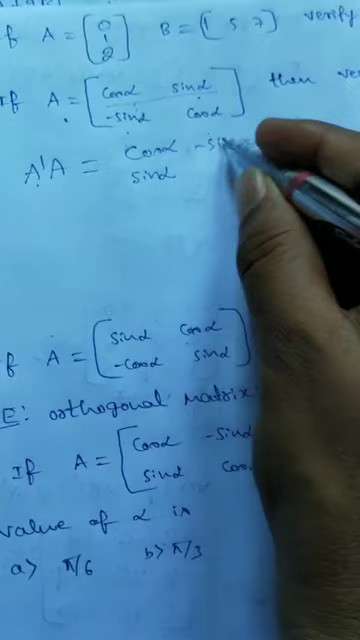 If A = [0 1 2] B = [1 5 7] verify
If A = [cosα sinα
-sinα cosα] then
A'A = cosα -sin
sinα
If A = [sinα cosα
-cosα sinα]
E: orthogonal matrix
If A = [cosα -sinα
sinα cos
value of α is
a> π/6 b> π/3